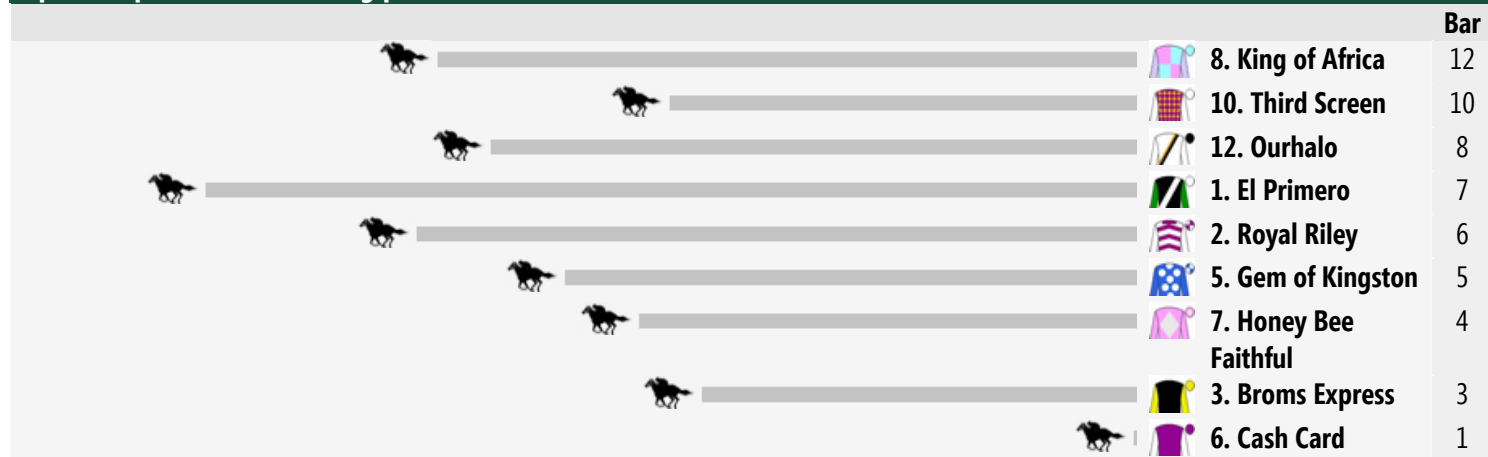 Bar
8. King of Africa 12
10. Third Screen 10
12. Ourhalo 8
1. El Primero 7
2. Royal Riley 6
5. Gem of Kingston 5
7. Honey Bee 4
Faithful
3. Broms Express 3
6. Cash Card 1